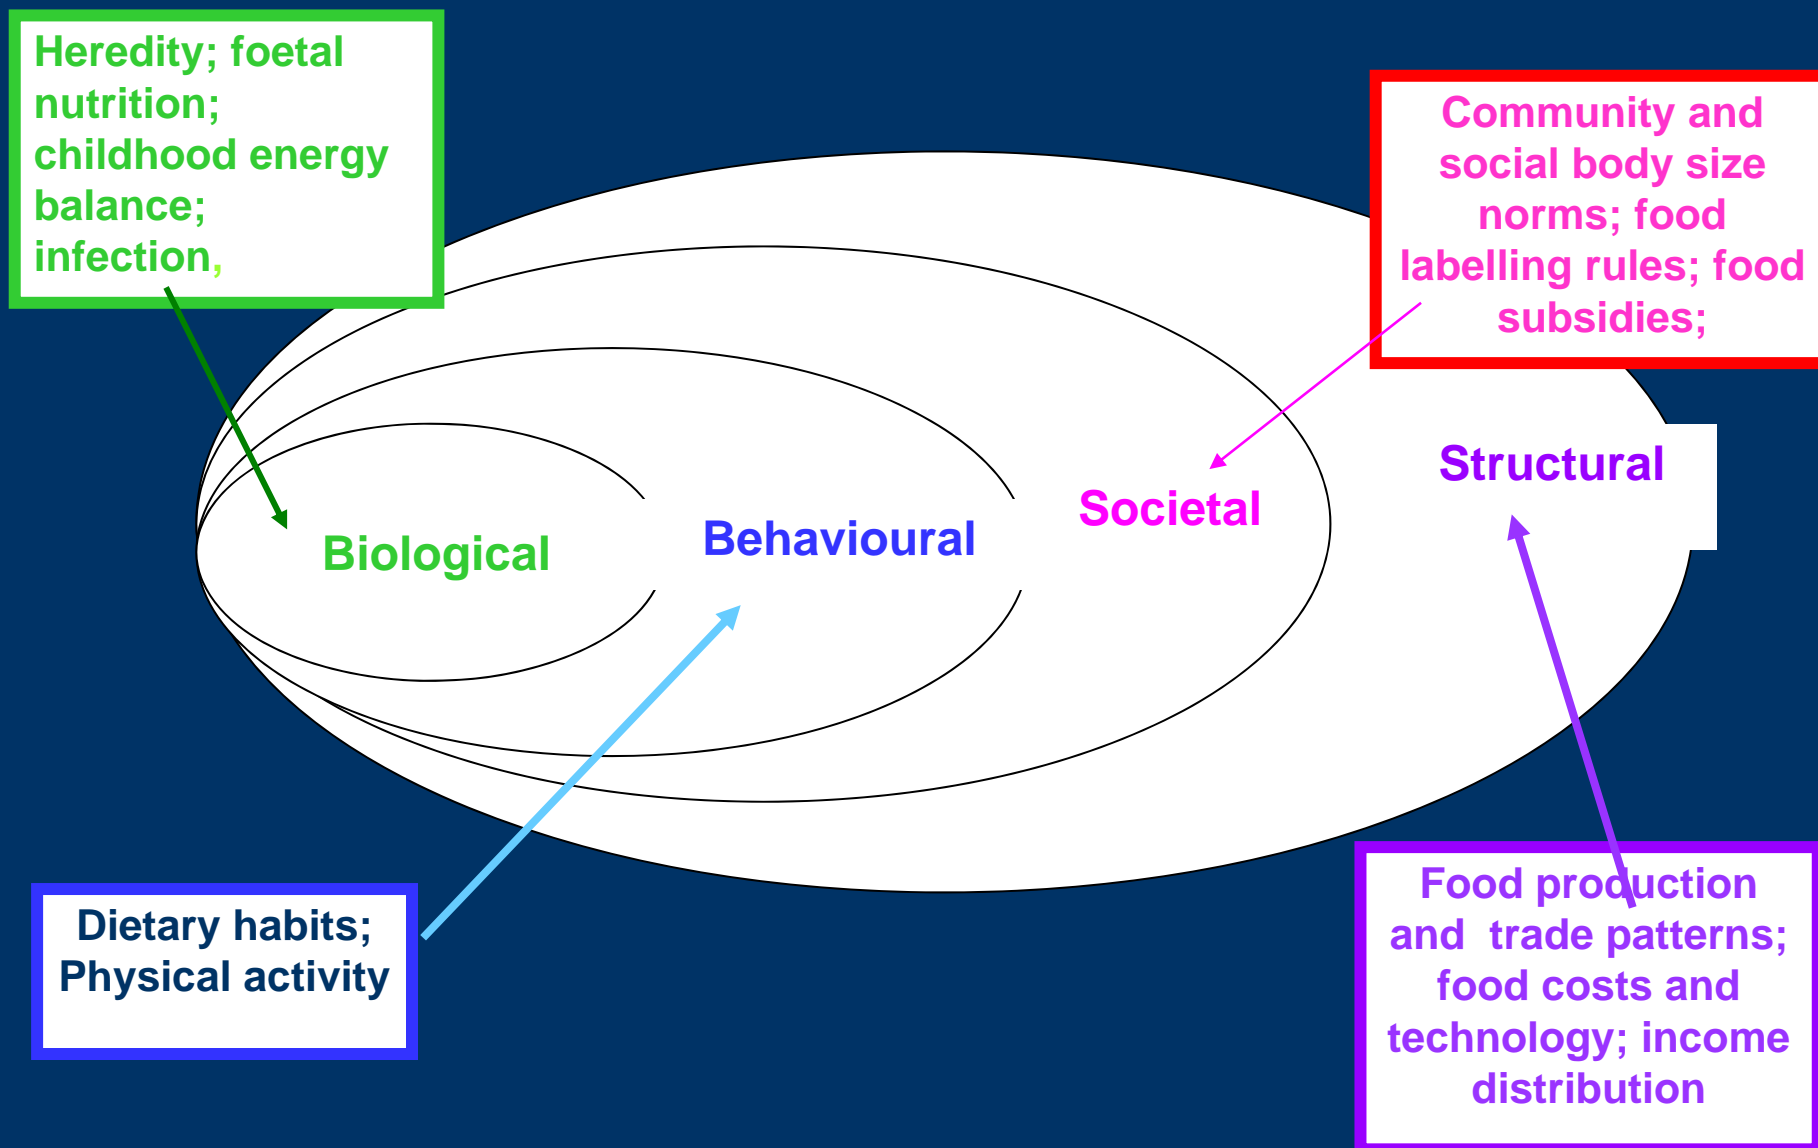 Heredity; foetal
nutrition;
childhood energy
balance;
infection,
Community and
social body size
norms; food
labelling rules; food
subsidies;
Structural
Societal
Behavioural
Biological
Dietary habits;
Physical activity
Food production
and  trade patterns;
food costs and
technology; income
distribution